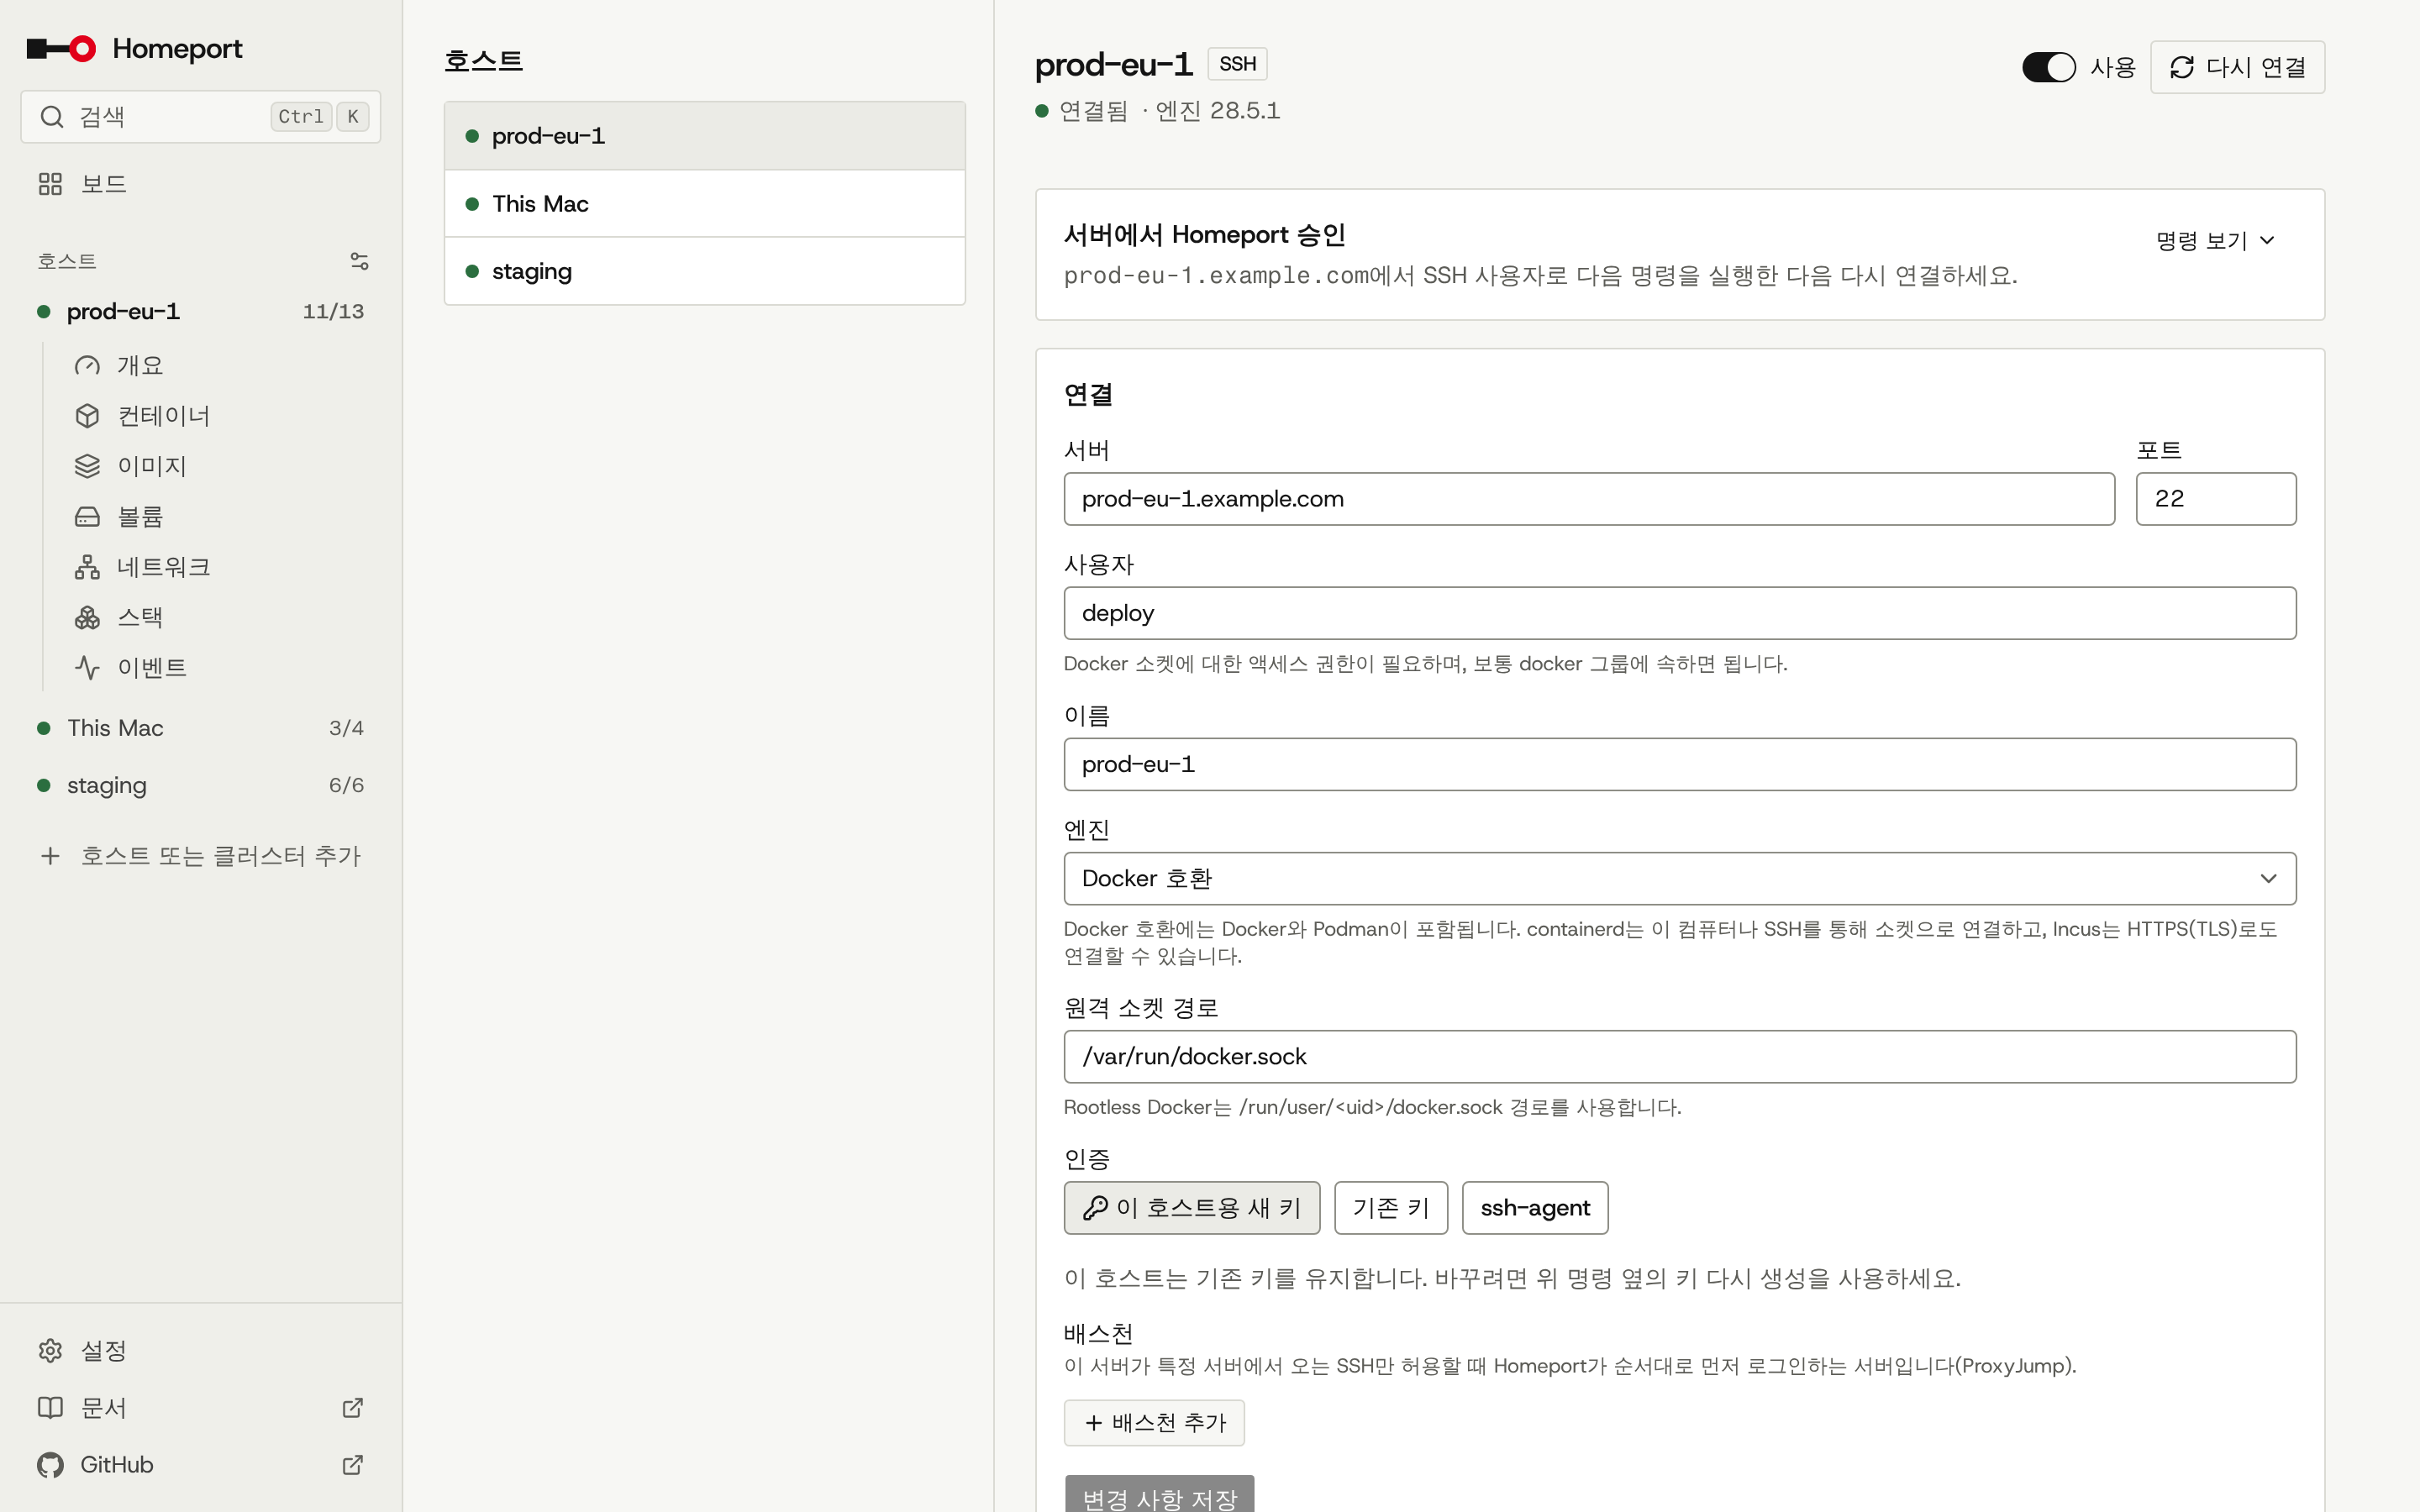 Homeport
검색
Ctrl K
보드
호스트
prod-eu-1 11/13
개요
컨테이너
이미지
볼륨
네트워크
스택
이벤트
This Mac 3/4
staging 6/6
호스트 또는 클러스터 추가
설정
문서
GitHub
호스트
prod-eu-1
This Mac
staging
prod-eu-1 SSH
사용
다시 연결
연결됨 · 엔진 28.5.1
서버에서 Homeport 승인
명령 보기
prod-eu-1.example.com에서 SSH 사용자로 다음 명령을 실행한 다음 다시 연결하세요.
연결
서버 포트
prod-eu-1.example.com 22
사용자
deploy
Docker 소켓에 대한 액세스 권한이 필요하며, 보통 docker 그룹에 속하면 됩니다.
이름
prod-eu-1
엔진
Docker 호환
Docker 호환에는 Docker와 Podman이 포함됩니다. containerd는 이 컴퓨터나 SSH를 통해 소켓으로 연결하고, Incus는 HTTPS(TLS)로도
연결할 수 있습니다.
원격 소켓 경로
/var/run/docker.sock
Rootless Docker는 /run/user/<uid>/docker.sock 경로를 사용합니다.
인증
이 호스트용 새 키 기존 키 ssh-agent
이 호스트는 기존 키를 유지합니다. 바꾸려면 위 명령 옆의 키 다시 생성을 사용하세요.
배스천
이 서버가 특정 서버에서 오는 SSH만 허용할 때 Homeport가 순서대로 먼저 로그인하는 서버입니다(ProxyJump).
배스천 추가
변경 사항 저장